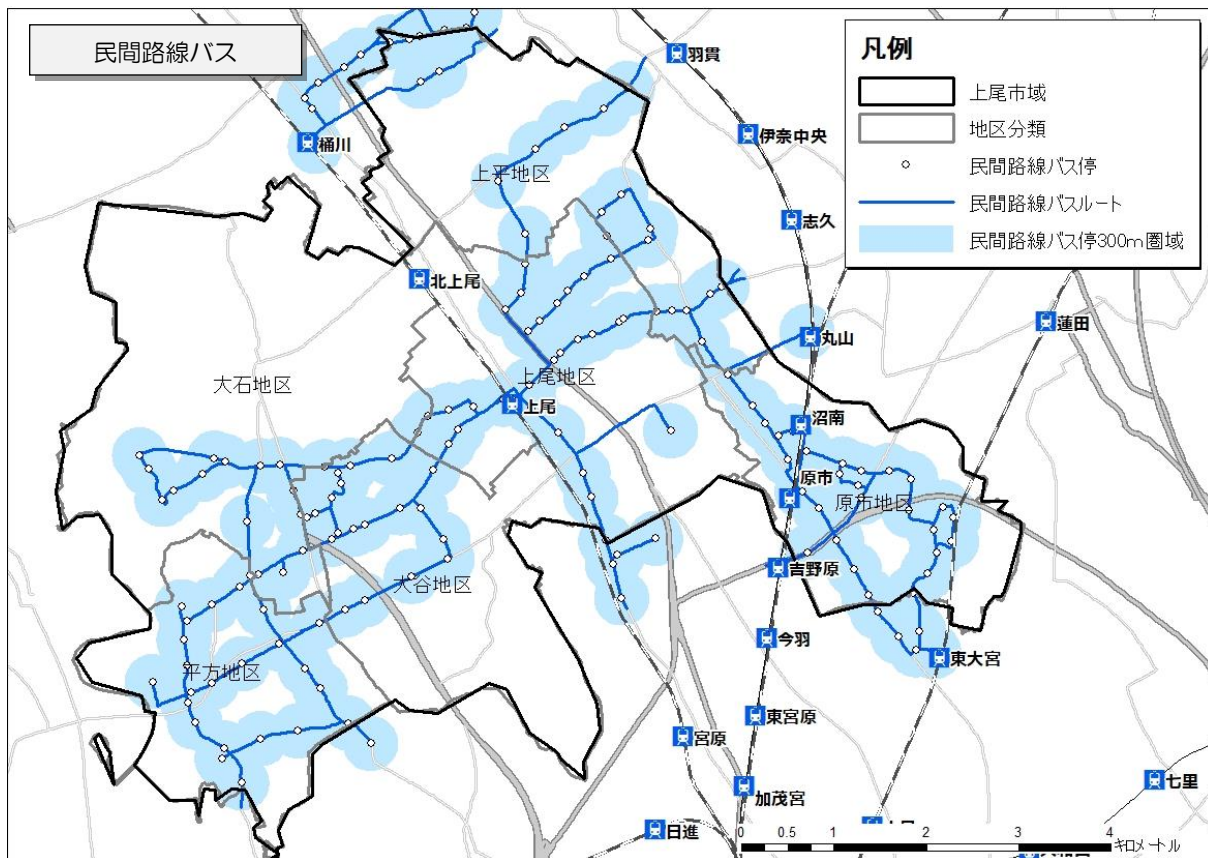 民間路線バス
凡例
上尾市域
地区分類
民間路線バス停
民間路線バスルート
民間路線バス停300m圏域
羽貫
桶川
伊奈中央
上平地区
志久
北上尾
蓮田
丸山
大石地区
上尾地区
上尾
沼南
原市
原市地区
吉野原
大谷地区
今羽
東大宮
平方地区
東宮原
宮原
七里
加茂宮
日進
0 0.5 1 2 3 4
キロメートル